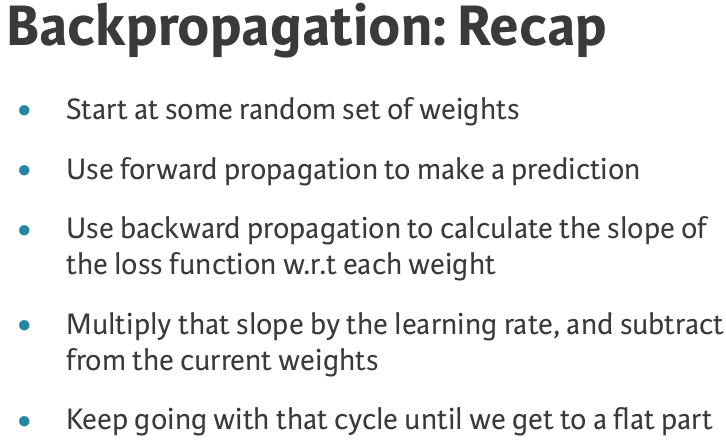 Backpropagation: Recap
• Start at some random set of weights
• Use forward propagation to make a prediction
• Use backward propagation to calculate the slope of
the loss function w.r.t each weight
• Multiply that slope by the learning rate, and subtract
from the current weights
• Keep going with that cycle until we get to a flat part